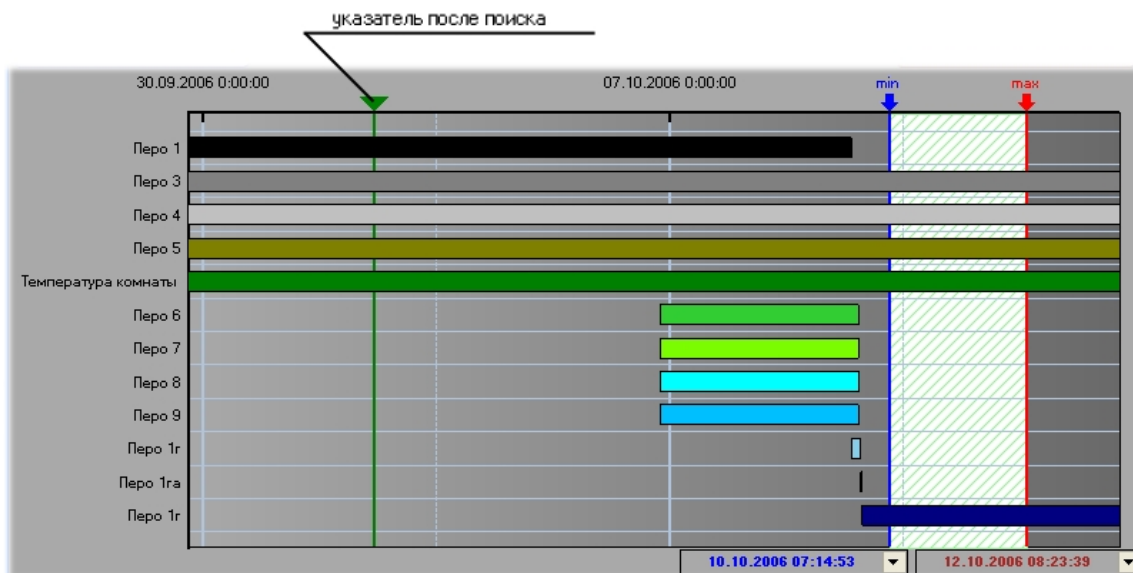 указатель после поиска
30.09.2006 0:00:00
07.10.2006 0:00:00
min
max
Перо 1
Перо 3
Перо 4
Перо 5
Температура комнаты
Перо 6
Перо 7
Перо 8
Перо 9
Перо 1г
Перо 1га
Перо 1г
10.10.2006 07:14:53
12.10.2006 08:23:39